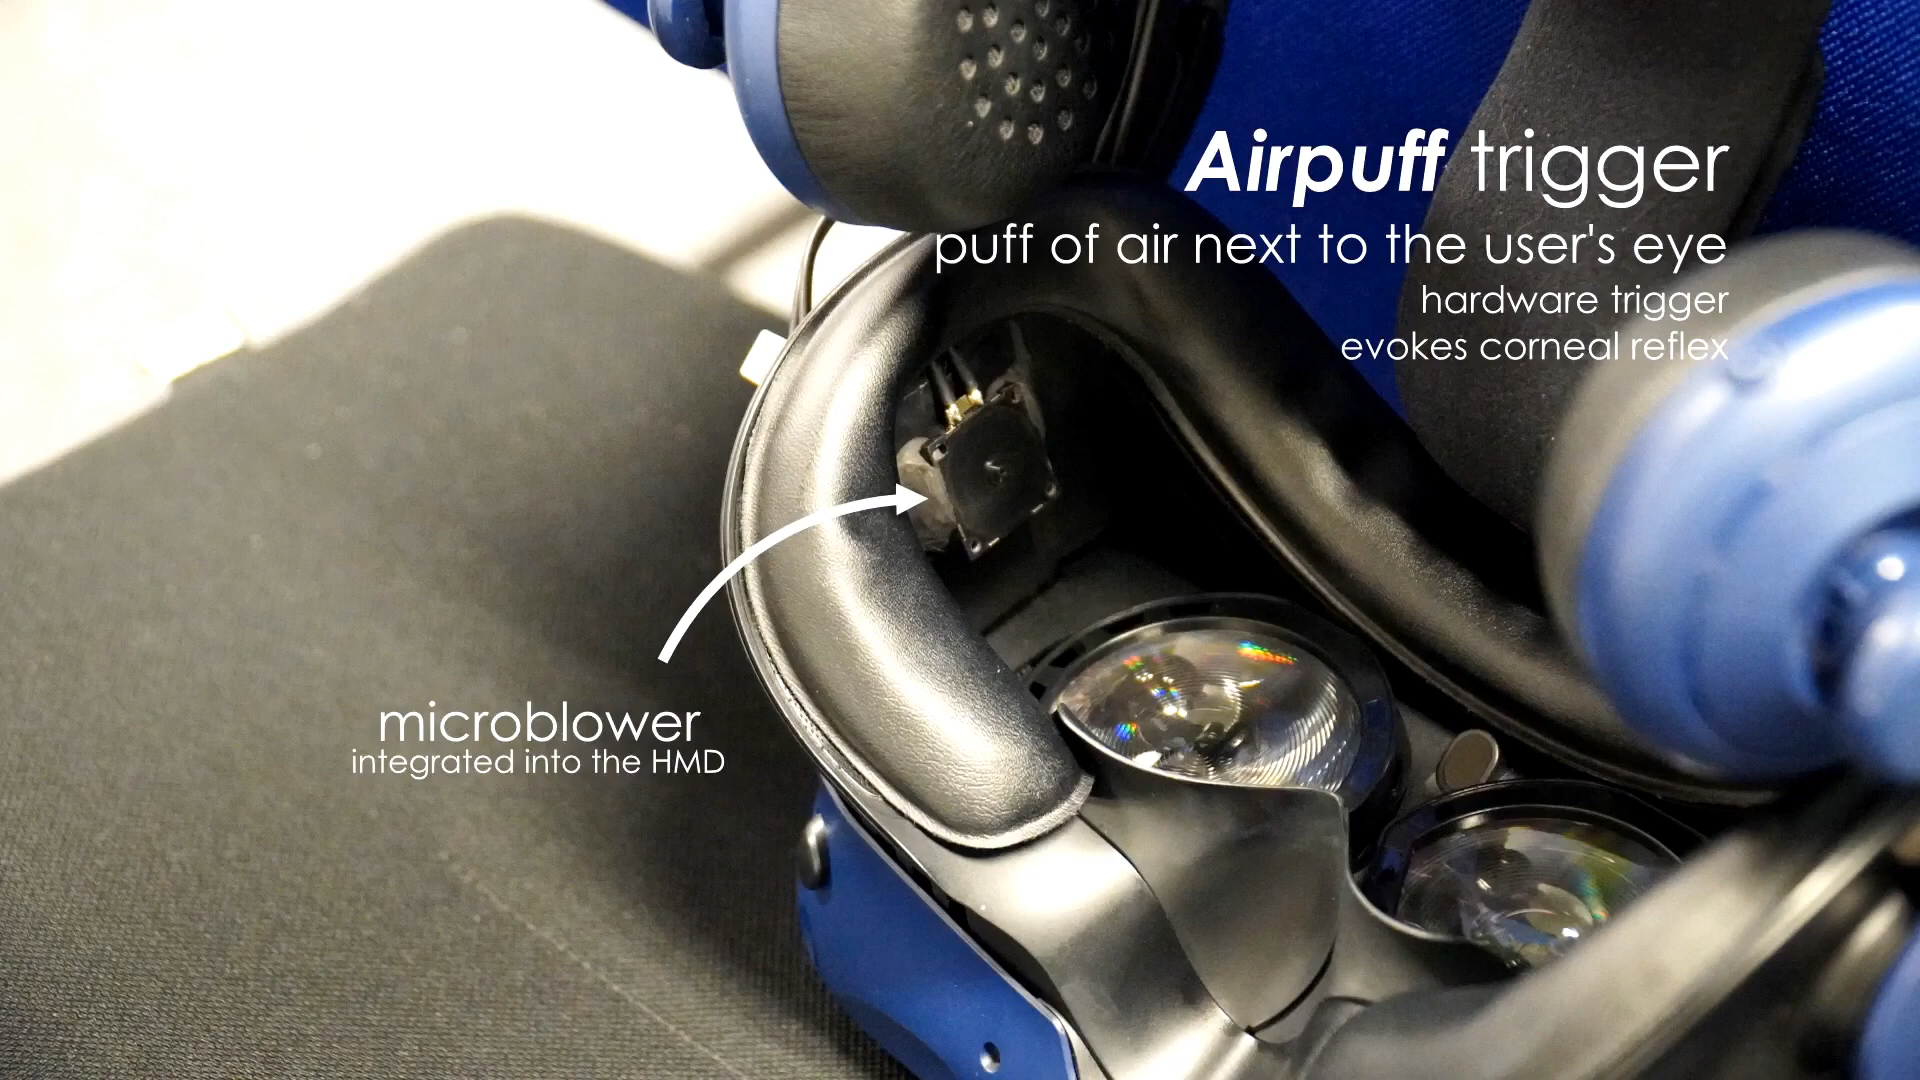 Airpuff trigger
puff of air next to the user's eye
hardware trigger
evokes corneal reflex
microblower
integrated into the HMD